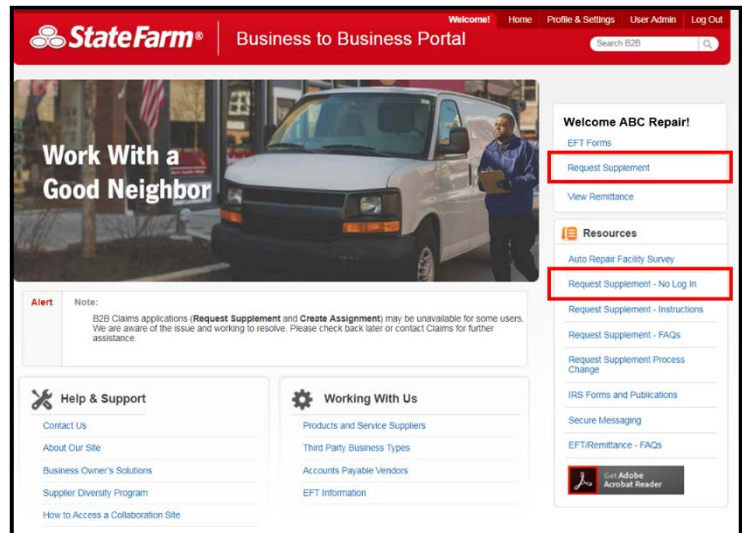 StateFarm®
Business to Business Portal
Welcome! Home Profile & Settings User Admin Log Out
Search B2B
Work With a
Good Neighbor
Welcome ABC Repair!
EFT Forms
Request Supplement
View Remittance
Resources
Auto Repair Facility Survey
Request Supplement - No Log In
Request Supplement - Instructions
Request Supplement - FAQs
Request Supplement Process
Change
IRS Forms and Publications
Secure Messaging
EFT/Remittance - FAQs
Get Adobe
Acrobat Reader
Alert
Note:
B2B Claims applications (Request Supplement and Create Assignment) may be unavailable for some users.
We are aware of the issue and working to resolve. Please check back later or contact Claims for further
assistance.
Help & Support
Contact Us
About Our Site
Business Owner's Solutions
Supplier Diversity Program
How to Access a Collaboration Site
Working With Us
Products and Service Suppliers
Third Party Business Types
Accounts Payable Vendors
EFT Information